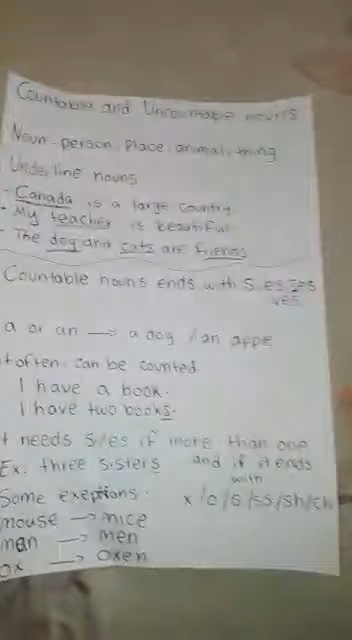 Countable and Uncountable nouns
Noun - person, place, animal, thing
Underline nouns
- Canada is a large country
- My teacher is beautiful
- The dog and cats are friends
Countable nouns ends with s, es, ies
ves
a or an → a dog / an apple
t often. can be counted
I have a book.
I have two books.
t needs s/es if more than one
Ex. three sisters and if it ends
with
Some exeptions. x /o/s/ss/sh/ch
mouse → mice
man → men
ox → oxen